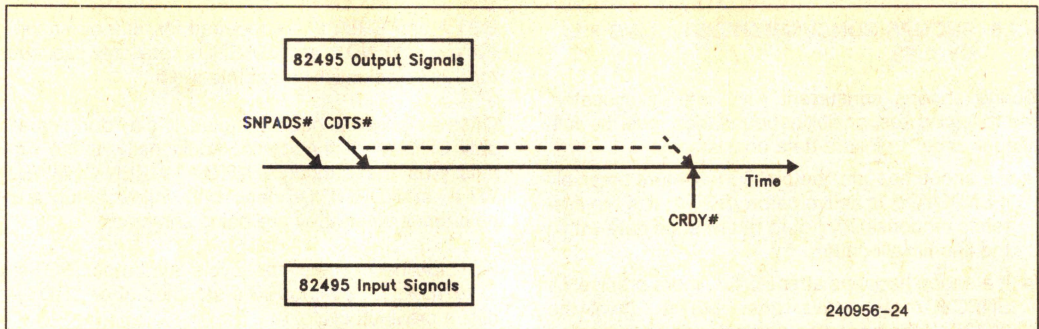 82495 Output Signals
SNPADS# CDTS#
Time
CRDY#
82495 Input Signals
240956-24